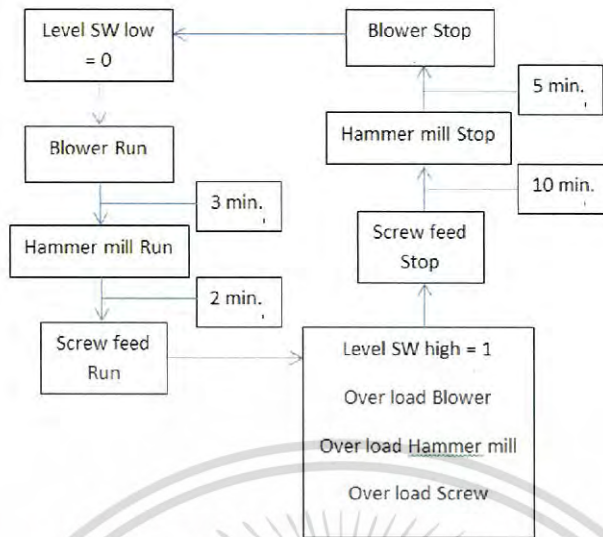 Level SW low
= 0
Blower Stop
5 min.
Blower Run
Hammer mill Stop
3 min.
10 min.
Hammer mill Run
Screw feed
Stop
2 min.
Screw feed
Run
Level SW high = 1
Over load Blower
Over load Hammer mill
Over load Screw